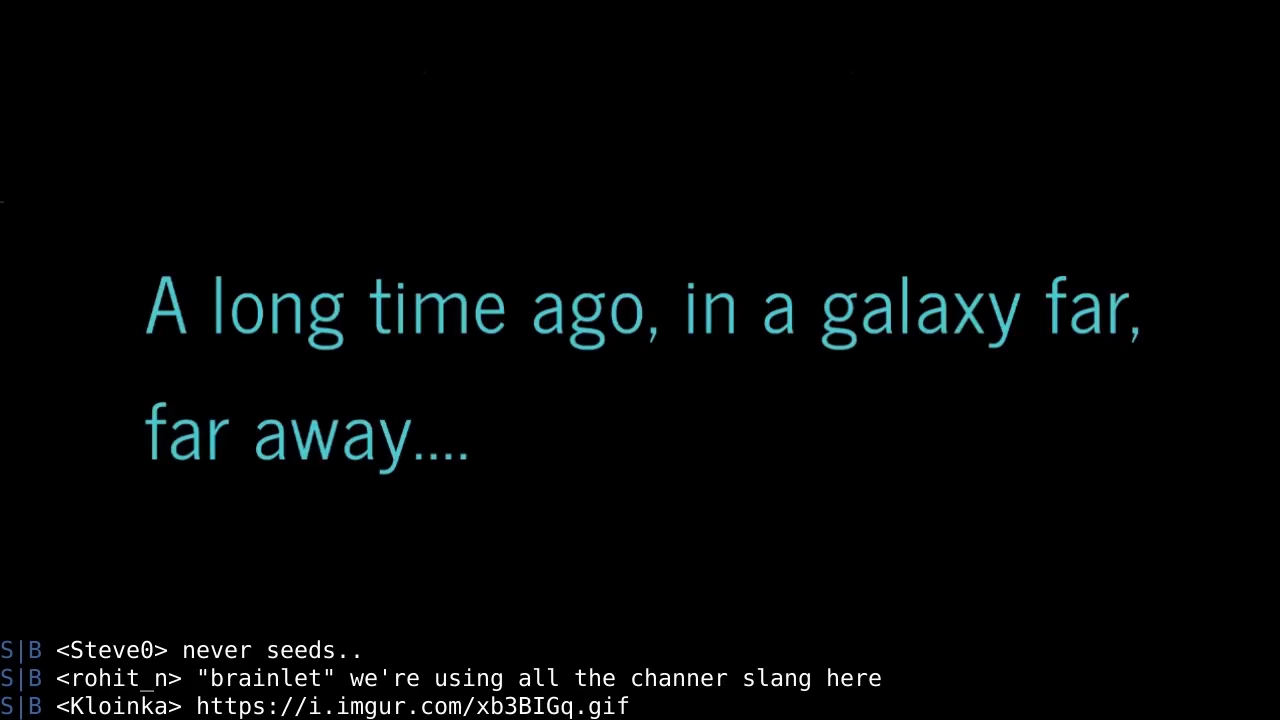 A long time ago, in a galaxy far,
far away....
S|B <Steve0> never seeds..
S|B <rohit_n> "brainlet" we're using all the channer slang here
S|B <Kloinka> https://i.imgur.com/xb3BIGq.gif